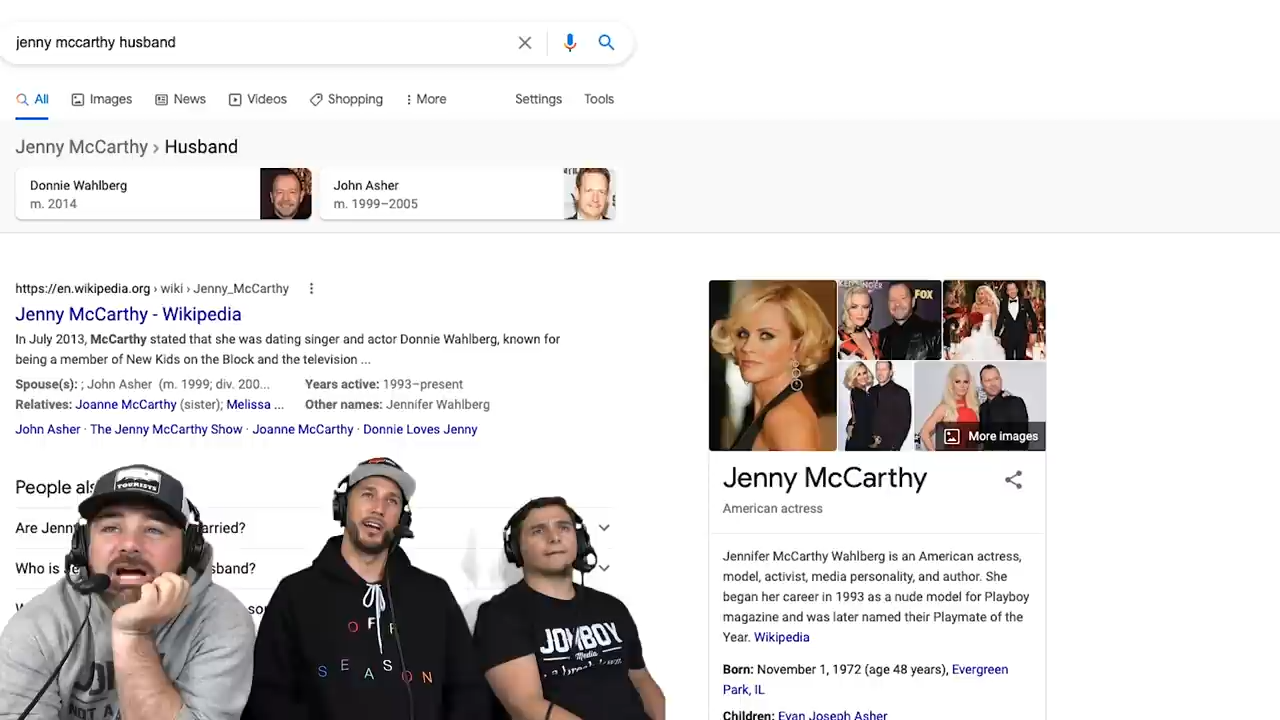 jenny mccarthy husband
All Images News Videos Shopping More Settings Tools
Jenny McCarthy › Husband
Donnie Wahlberg
m. 2014
John Asher
m. 1999–2005
https://en.wikipedia.org › wiki › Jenny_McCarthy
Jenny McCarthy - Wikipedia
In July 2013, McCarthy stated that she was dating singer and actor Donnie Wahlberg, known for
being a member of New Kids on the Block and the television ...
Spouse(s): ; John Asher (m. 1999; div. 200... Years active: 1993–present
Relatives: Joanne McCarthy (sister); Melissa ... Other names: Jennifer Wahlberg
John Asher · The Jenny McCarthy Show · Joanne McCarthy · Donnie Loves Jenny
People als
Are Jenn arried?
Who is Je sband?
W so
TOURISTS
OFF
SEASON
JOMBOY
Media
NOT A
FOX
More images
Jenny McCarthy
American actress
Jennifer McCarthy Wahlberg is an American actress,
model, activist, media personality, and author. She
began her career in 1993 as a nude model for Playboy
magazine and was later named their Playmate of the
Year. Wikipedia
Born: November 1, 1972 (age 48 years), Evergreen
Park, IL
Children: Evan Joseph Asher